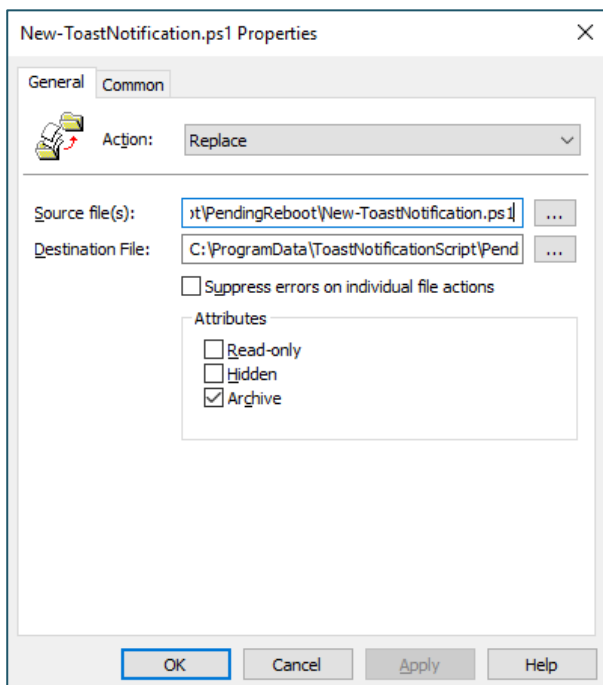 New-ToastNotification.ps1 Properties
General Common
Action: Replace
Source file(s): ot\PendingReboot\New-ToastNotification.ps1 ...
Destination File: C:\ProgramData\ToastNotificationScript\Pend ...
Suppress errors on individual file actions
Attributes
Read-only
Hidden
Archive
OK Cancel Apply Help